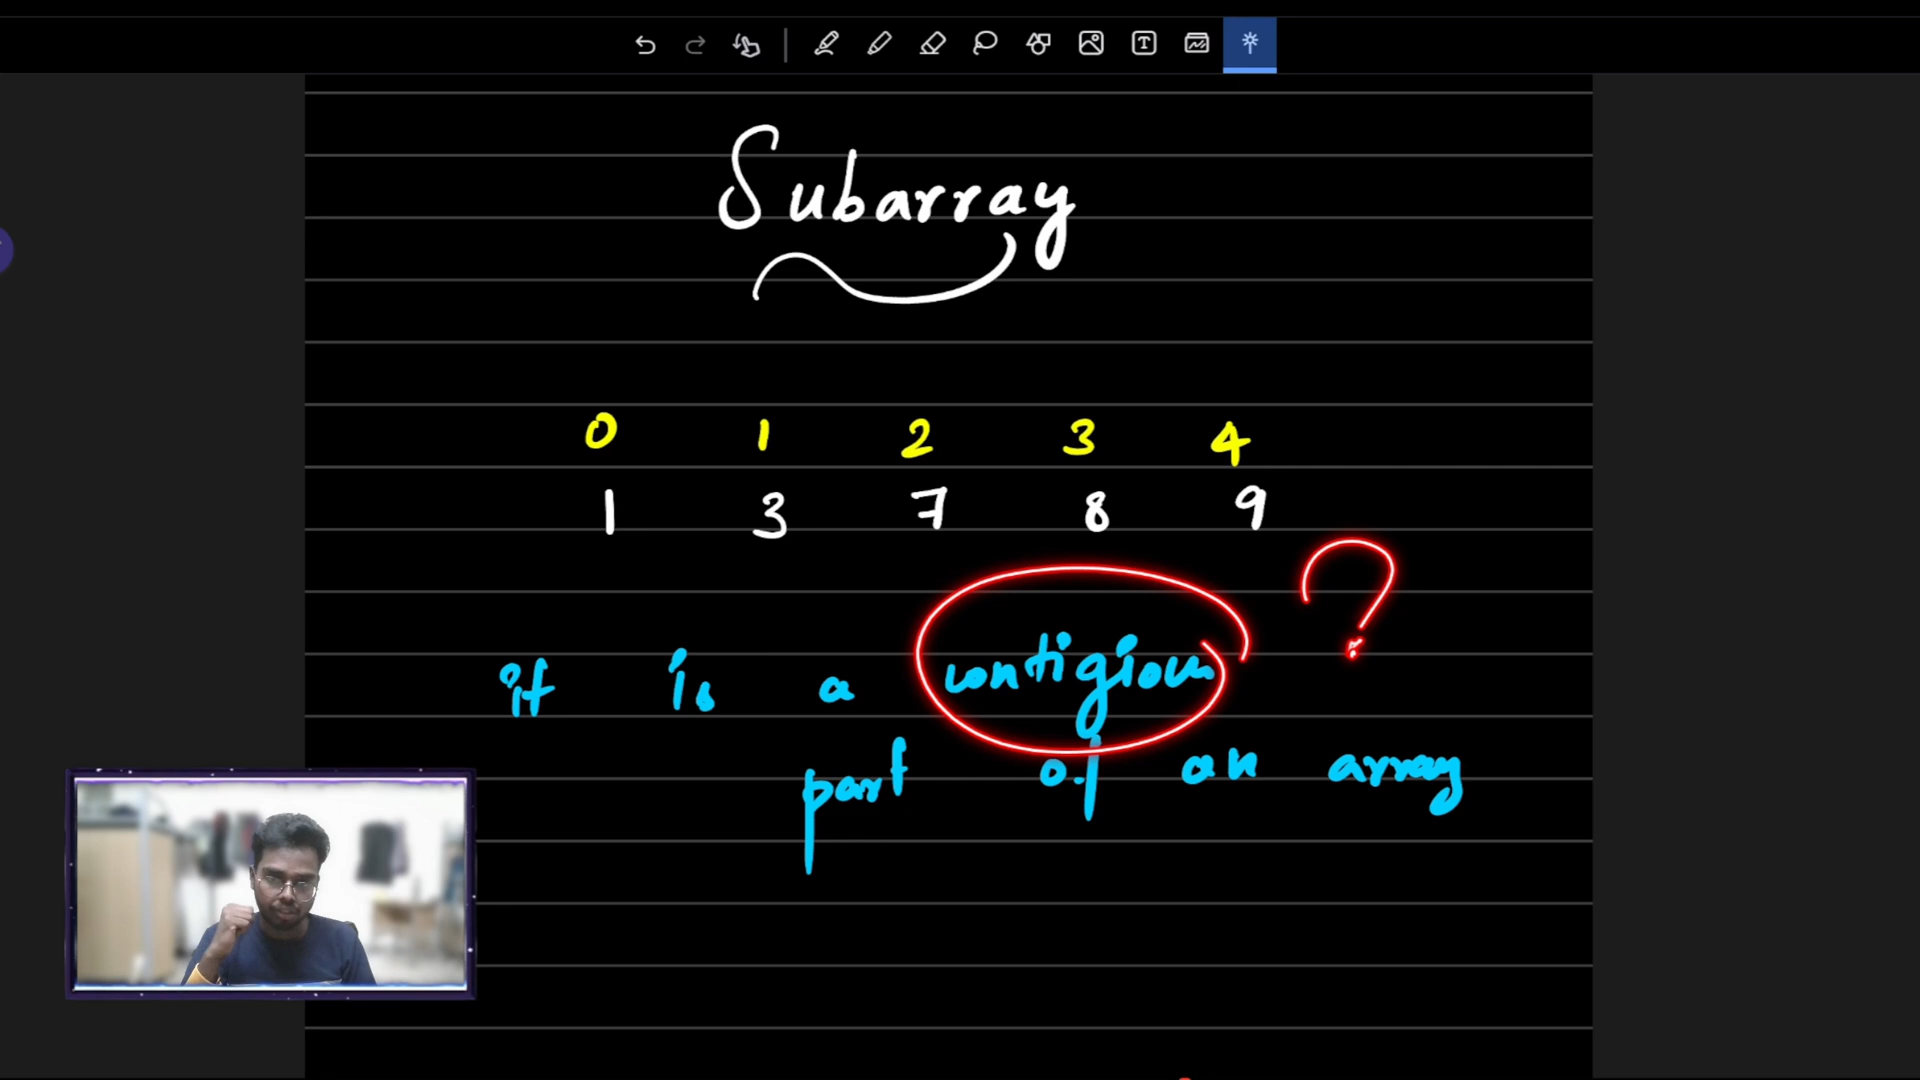 Subarray
0 1 2 3 4
1 3 7 8 9
?
it is a contigious
part of an array